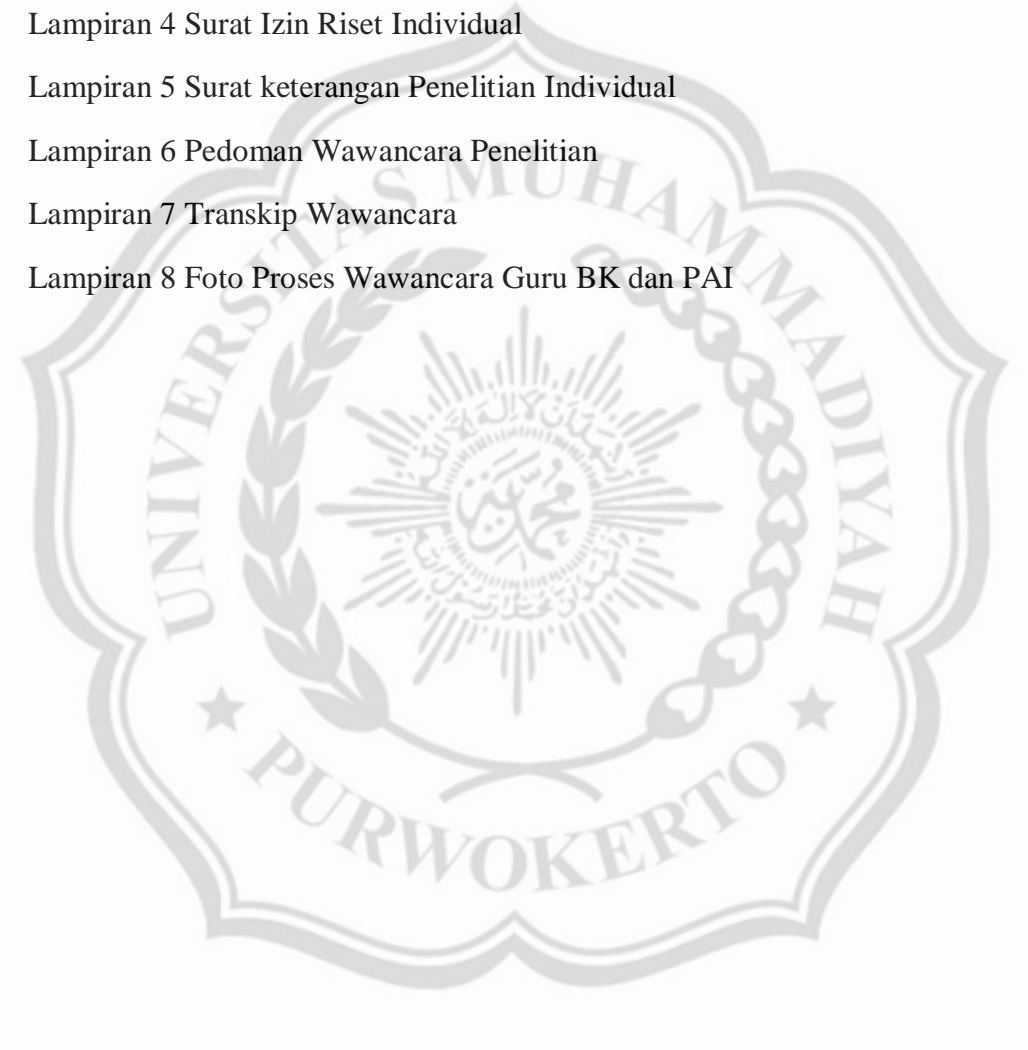 Lampiran 4 Surat Izin Riset Individual
Lampiran 5 Surat keterangan Penelitian Individual
Lampiran 6 Pedoman Wawancara Penelitian
Lampiran 7 Transkip Wawancara
Lampiran 8 Foto Proses Wawancara Guru BK dan PAI
UNIVERSITAS MUHAMMADIYAH
PURWOKERTO